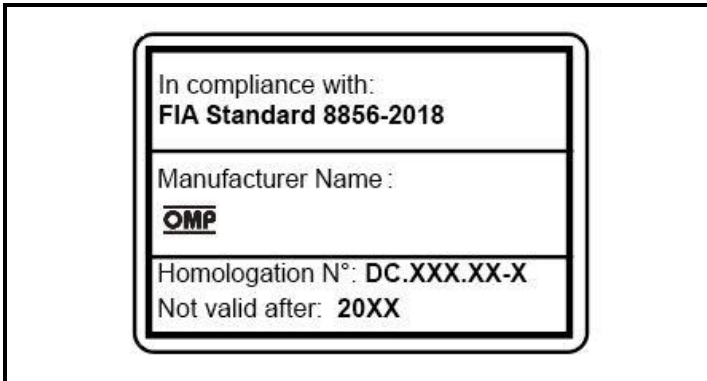 In compliance with:
FIA Standard 8856-2018
Manufacturer Name :
OMP
Homologation N°: DC.XXX.XX-X
Not valid after: 20XX